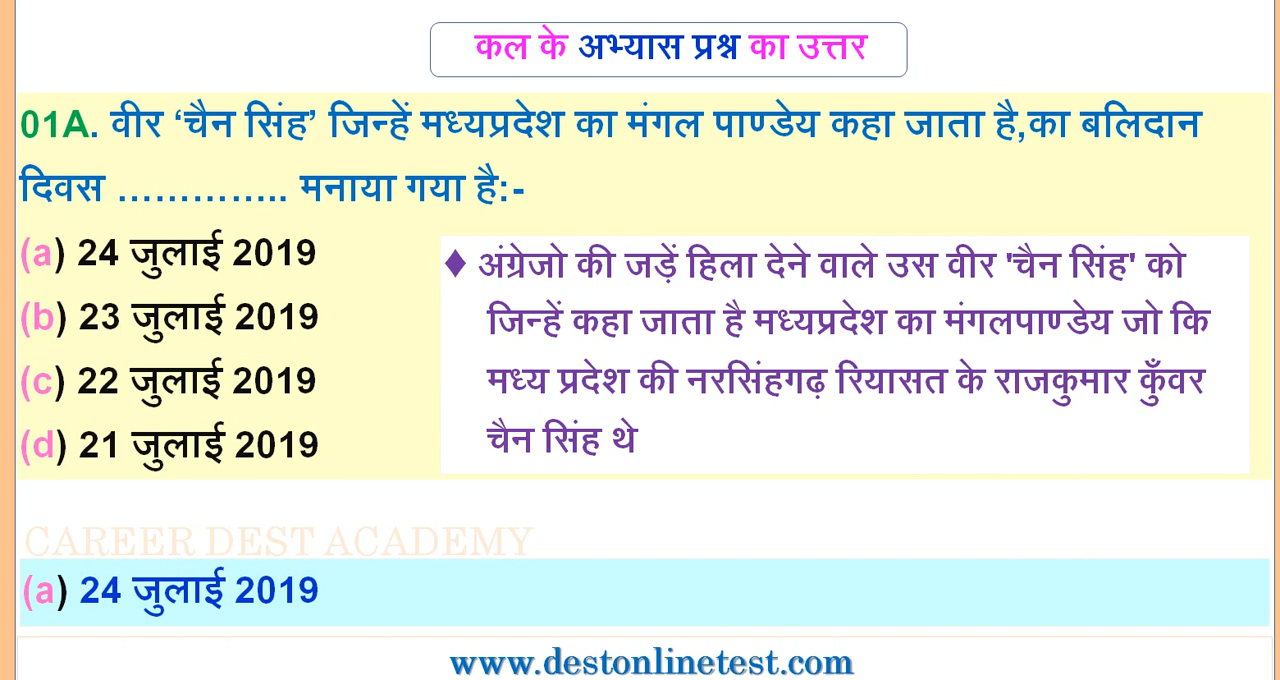 कल के अभ्यास प्रश्न का उत्तर
01A. वीर ‘चैन सिंह’ जिन्हें मध्यप्रदेश का मंगल पाण्डेय कहा जाता है,का बलिदान
दिवस ………….. मनाया गया है:-
(a) 24 जुलाई 2019
(b) 23 जुलाई 2019
(c) 22 जुलाई 2019
(d) 21 जुलाई 2019
♦ अंग्रेजो की जड़ें हिला देने वाले उस वीर 'चैन सिंह' को
जिन्हें कहा जाता है मध्यप्रदेश का मंगलपाण्डेय जो कि
मध्य प्रदेश की नरसिंहगढ़ रियासत के राजकुमार कुँवर
चैन सिंह थे
CAREER DEST ACADEMY
(a) 24 जुलाई 2019
www.destonlinetest.com